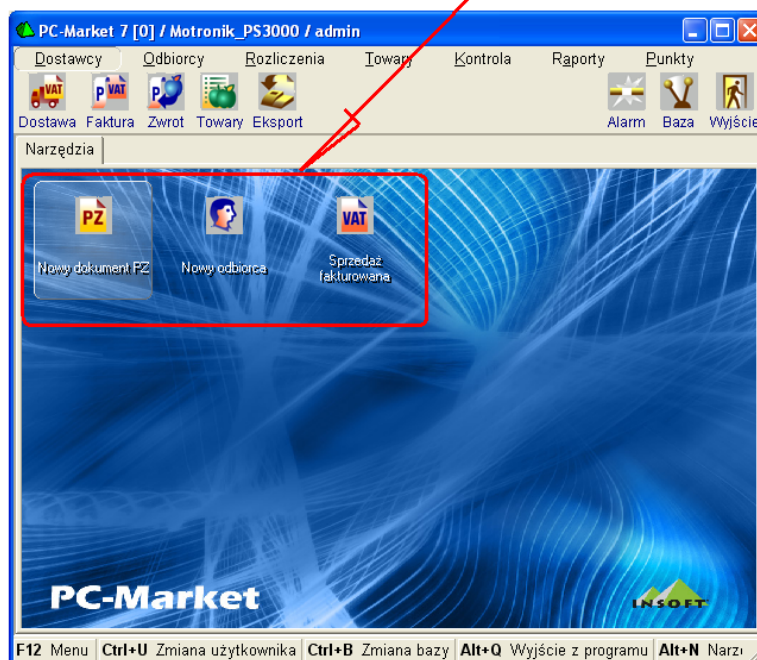 PC-Market 7 [0] / Motronik_PS3000 / admin
Dostawcy Odbiorcy Rozliczenia Towary Kontrola Raporty Punkty
VAT P VAT P
Dostawa Faktura Zwrot Towary Eksport Alarm Baza Wyjście
Narzędzia
PZ VAT
Nowy dokument PZ Nowy odbiorca Sprzedaż
fakturowana
PC-Market INSOFT
F12 Menu Ctrl+U Zmiana użytkownika Ctrl+B Zmiana bazy Alt+Q Wyjście z programu Alt+N